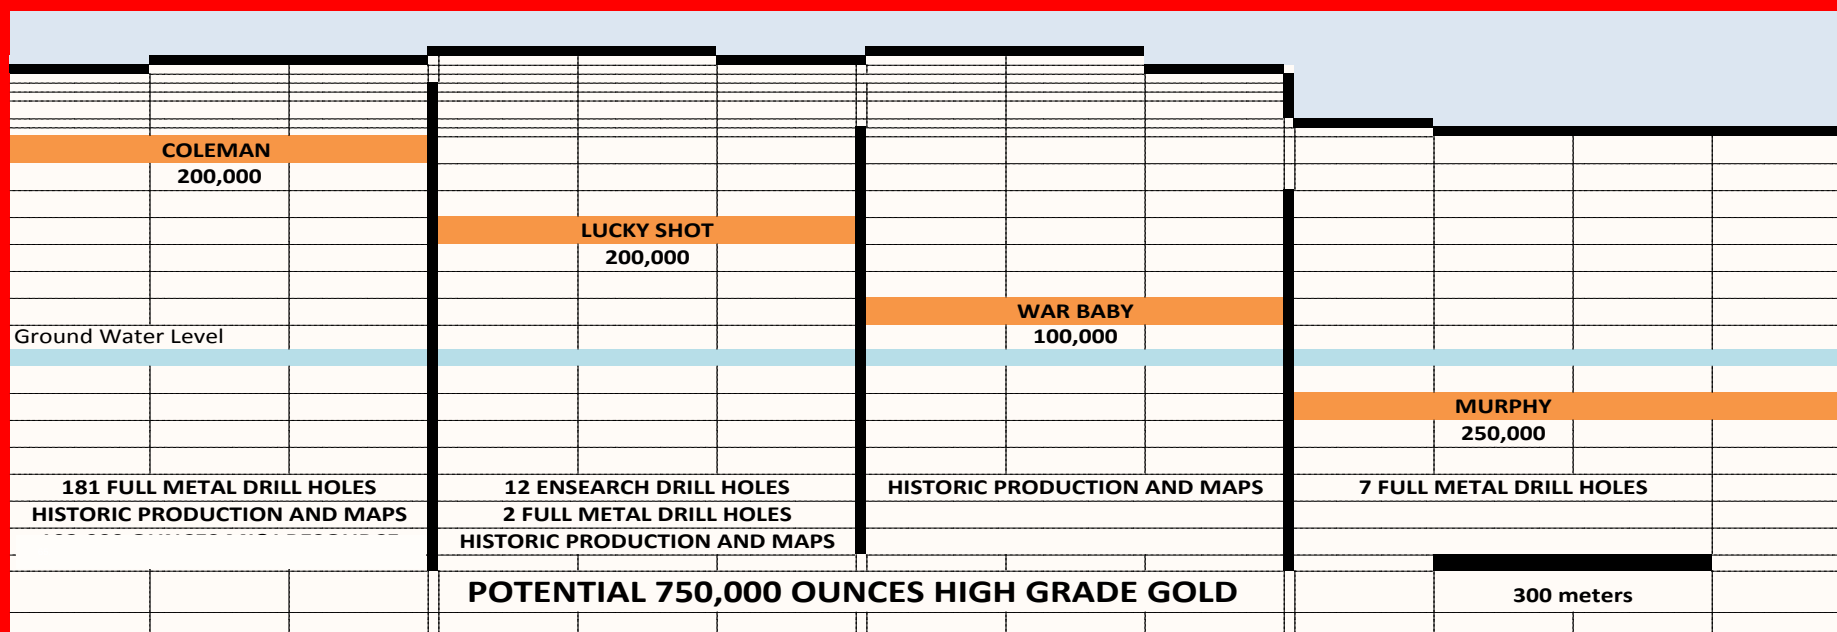 COLEMAN
200,000
LUCKY SHOT
200,000
WAR BABY
100,000
Ground Water Level
MURPHY
250,000
181 FULL METAL DRILL HOLES
HISTORIC PRODUCTION AND MAPS
12 ENSEARCH DRILL HOLES
2 FULL METAL DRILL HOLES
HISTORIC PRODUCTION AND MAPS
HISTORIC PRODUCTION AND MAPS
7 FULL METAL DRILL HOLES
POTENTIAL 750,000 OUNCES HIGH GRADE GOLD
300 meters